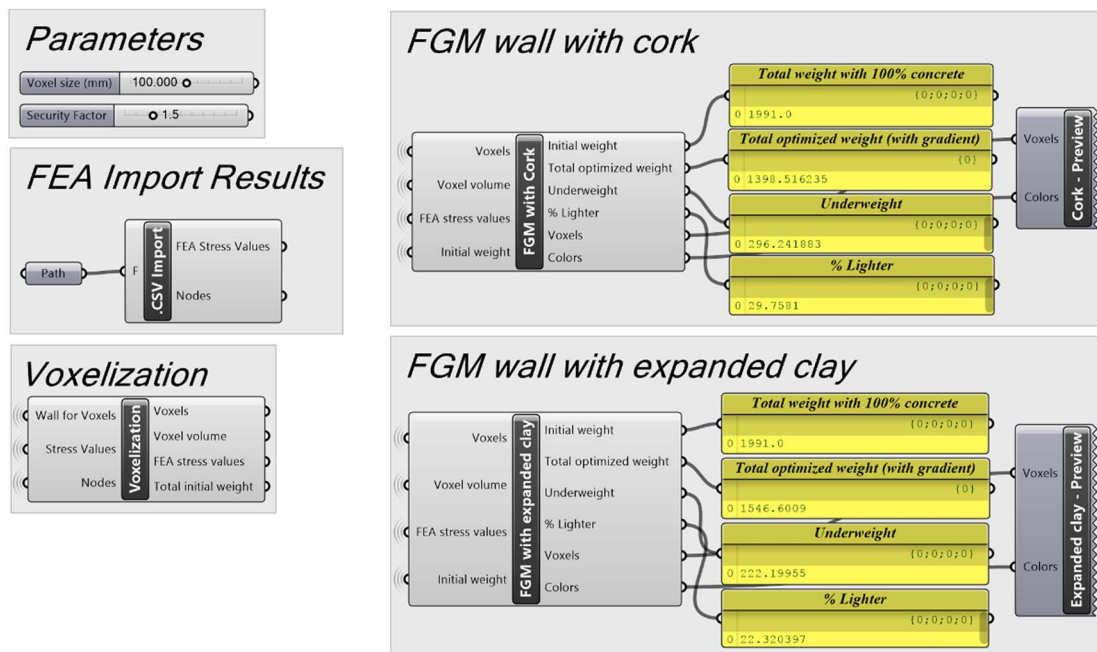 Parameters
Voxel size (mm) 100.000
Security Factor 1.5
FEA Import Results
Path
F
.CSV Import
FEA Stress Values
Nodes
Voxelization
Wall for Voxels
Stress Values
Nodes
Voxelization
Voxels
Voxel volume
FEA stress values
Total initial weight
FGM wall with cork
Voxels
Voxel volume
FEA stress values
Initial weight
FGM with Cork
Initial weight
Total optimized weight
Underweight
% Lighter
Voxels
Colors
Total weight with 100% concrete
{0;0;0;0}
0 1991.0
Total optimized weight (with gradient)
{0}
0 1398.516235
Underweight
{0;0;0;0}
0 296.241883
% Lighter
{0;0;0;0}
0 29.7581
Voxels
Colors
Cork - Preview
FGM wall with expanded clay
Voxels
Voxel volume
FEA stress values
Initial weight
FGM with expanded clay
Initial weight
Total optimized weight
Underweight
% Lighter
Voxels
Colors
Total weight with 100% concrete
{0;0;0;0}
0 1991.0
Total optimized weight (with gradient)
{0}
0 1546.6009
Underweight
{0;0;0;0}
0 222.19955
% Lighter
{0;0;0;0}
0 22.320397
Voxels
Colors
Expanded clay - Preview